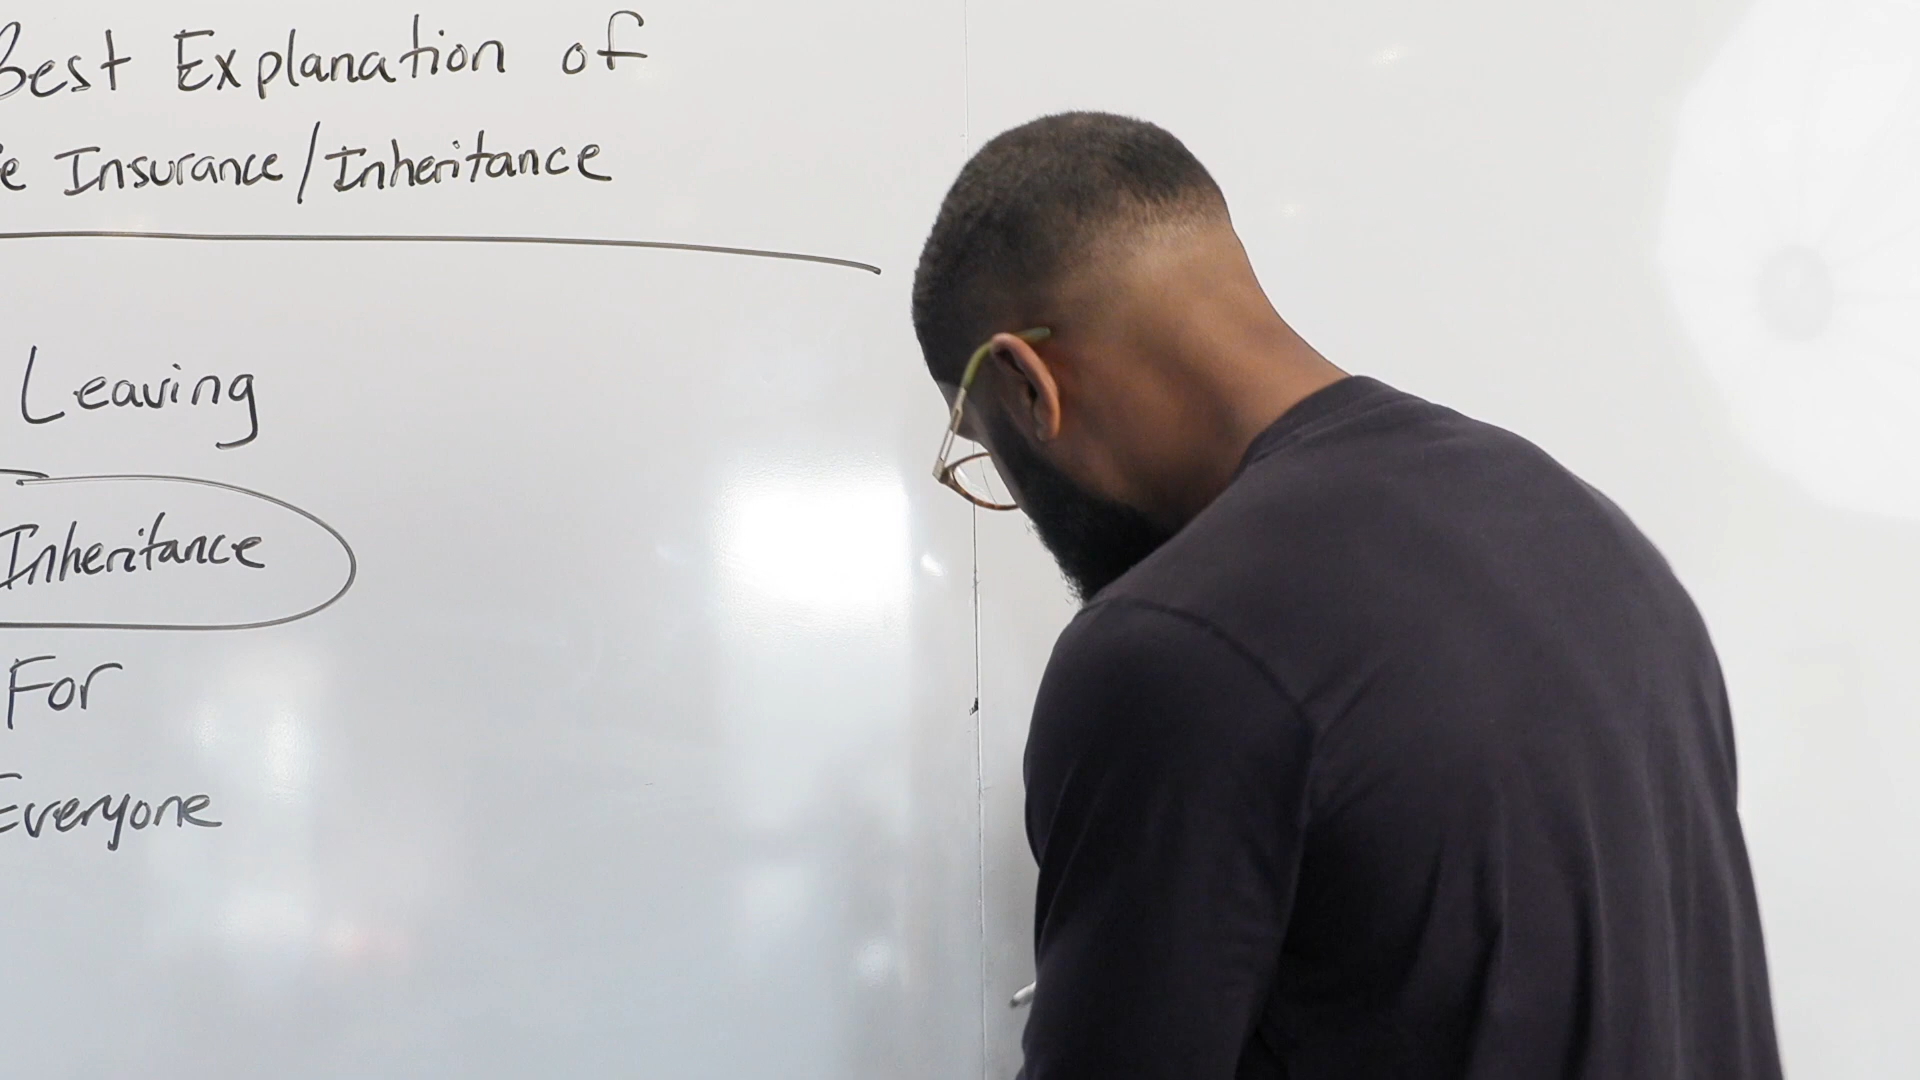 Best Explanation of
e Insurance/Inheritance
Leaving
Inheritance
For
Everyone